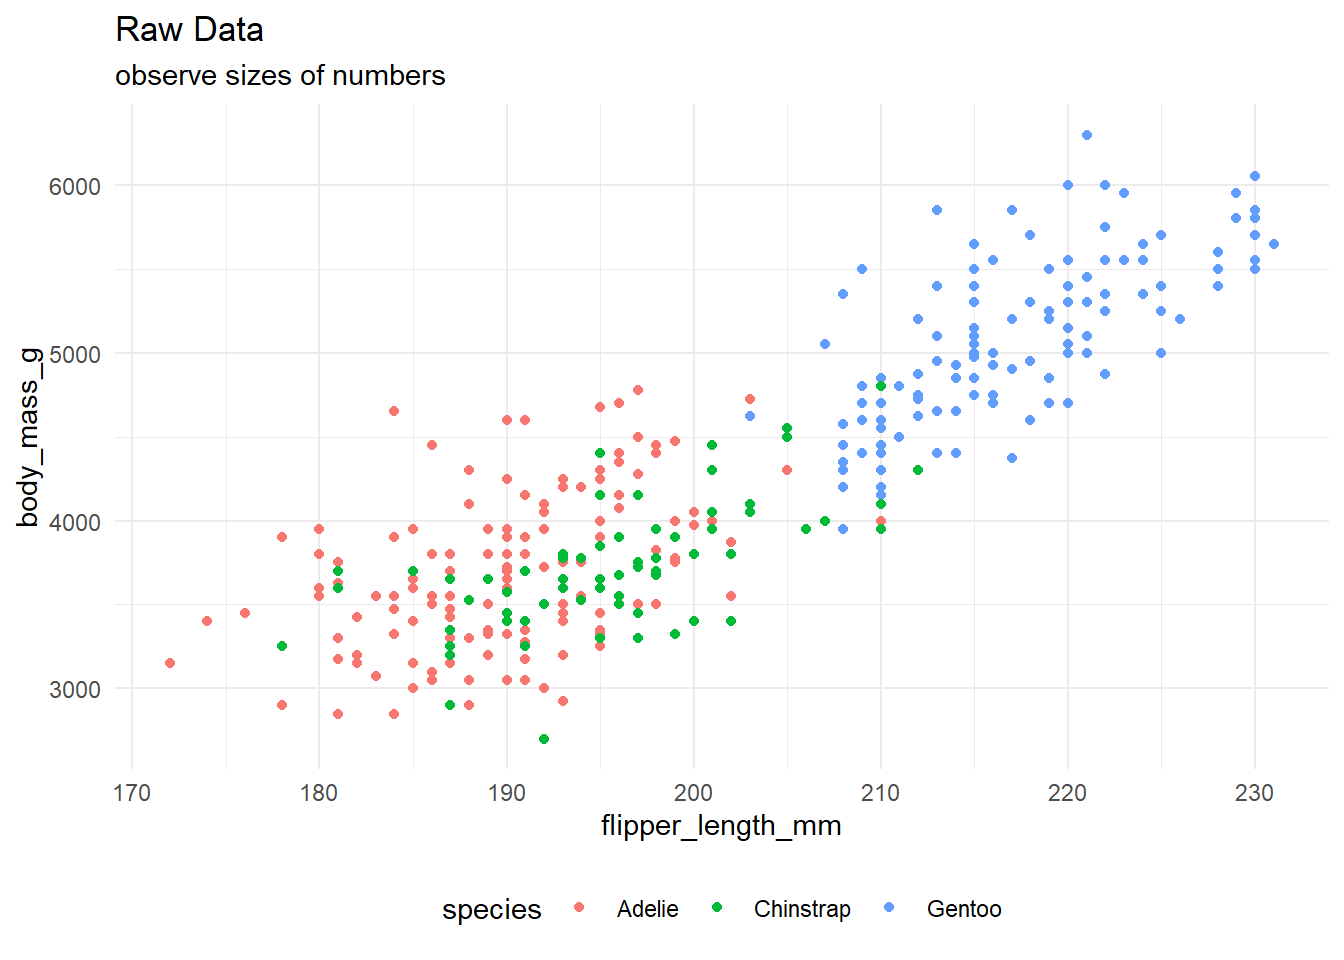 Raw Data
observe sizes of numbers
body_mass_g
6000
5000
4000
3000
170 180 190 200 210 220 230
flipper_length_mm
species Adelie Chinstrap Gentoo